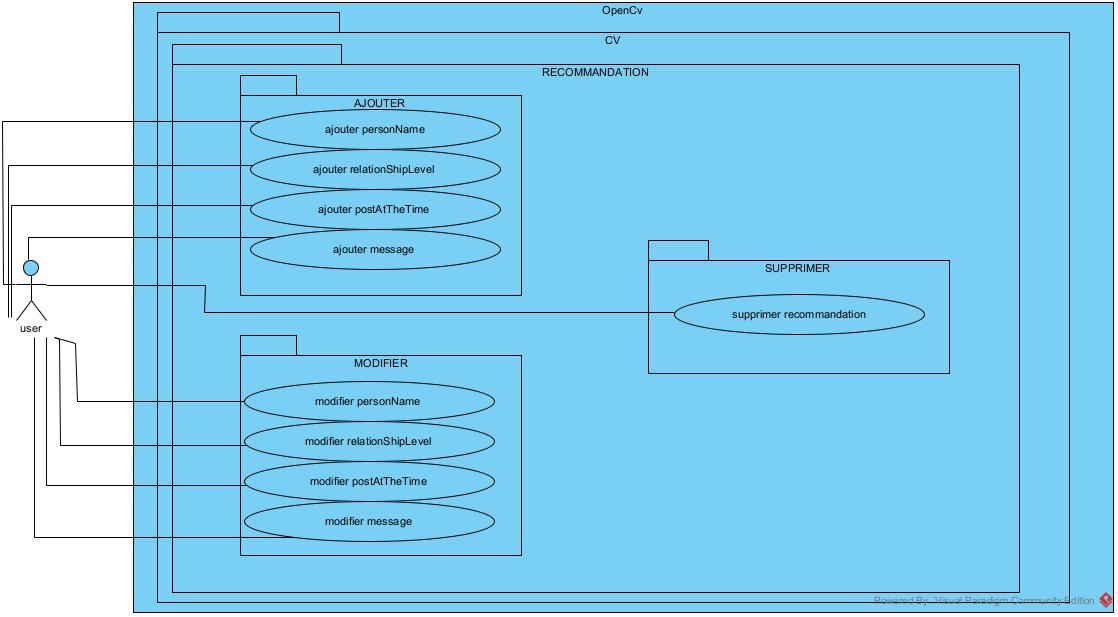 OpenCv
CV
RECOMMANDATION
AJOUTER
ajouter personName
ajouter relationShipLevel
ajouter postAtTheTime
ajouter message
SUPPRIMER
supprimer recommandation
user
MODIFIER
modifier personName
modifier relationShipLevel
modifier postAtTheTime
modifier message
Powered By Visual Paradigm Community Edition